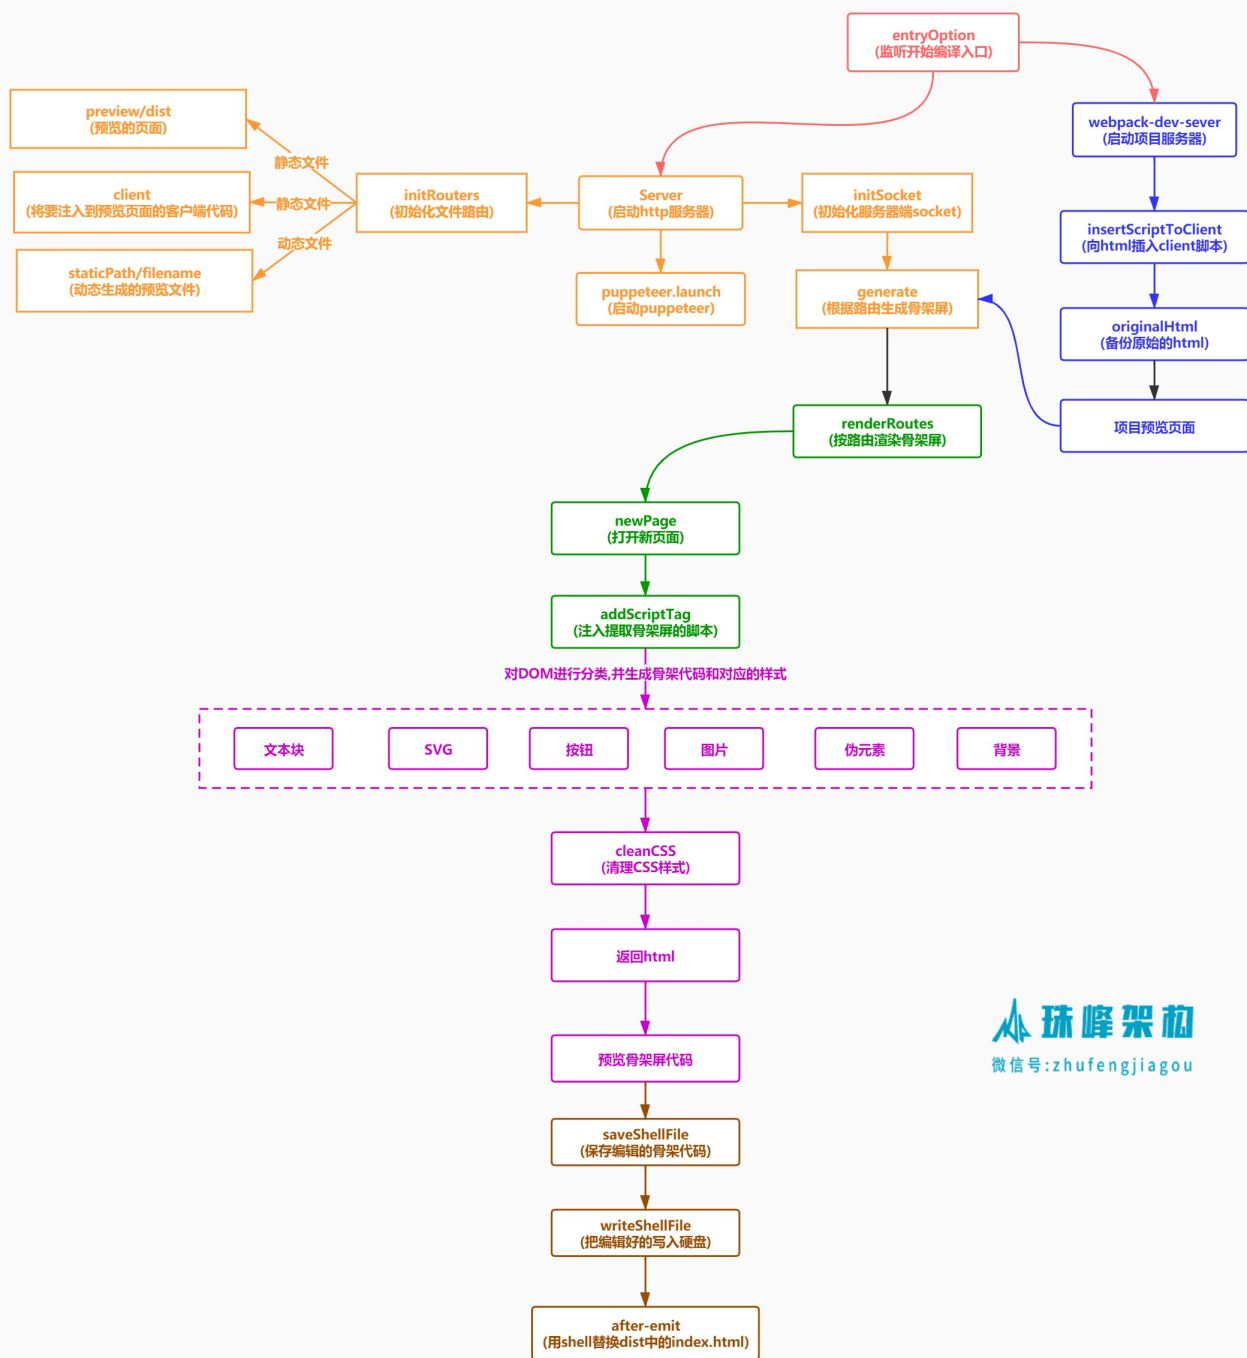 entryOption
(监听开始编译入口)
preview/dist
(预览的页面)
webpack-dev-sever
(启动项目服务器)
静态文件
client
(将要注入到预览页面的客户端代码)
静态文件
initRouters
(初始化文件路由)
Server
(启动http服务器)
initSocket
(初始化服务器端socket)
insertScriptToClient
(向html插入client脚本)
动态文件
staticPath/filename
(动态生成的预览文件)
puppeteer.launch
(启动puppeteer)
generate
(根据路由生成骨架屏)
originalHtml
(备份原始的html)
renderRoutes
(按路由渲染骨架屏)
项目预览页面
newPage
(打开新页面)
addScriptTag
(注入提取骨架屏的脚本)
对DOM进行分类,并生成骨架代码和对应的样式
文本块
SVG
按钮
图片
伪元素
背景
cleanCSS
(清理CSS样式)
返回html
珠峰架构
微信号:zhufengjiagou
预览骨架屏代码
saveShellFile
(保存编辑的骨架代码)
writeShellFile
(把编辑好的写入硬盘)
after-emit
(用shell替换dist中的index.html)